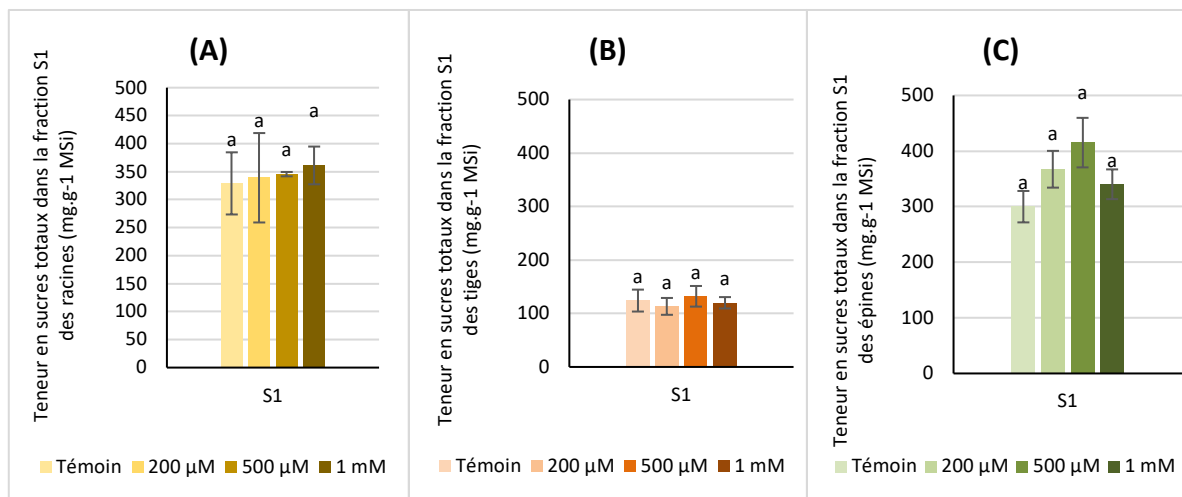 (A)
Teneur en sucres totaux dans la fraction S1
des racines (mg.g-1 MSi)
500
450
400
350
300
250
200
150
100
50
0
a
a
a
a
S1
Témoin 200 µM 500 µM 1 mM
(B)
Teneur en sucres totaux dans la fraction S1
des tiges (mg.g-1 MSi)
500
400
300
200
100
0
a
a
a
a
S1
Témoin 200 µM 500 µM 1 mM
(C)
Teneur en sucres totaux dans la fraction S1
des épines (mg.g-1 MSi)
500
400
300
200
100
0
a
a
a
a
S1
Témoin 200 µM 500 µM 1 mM